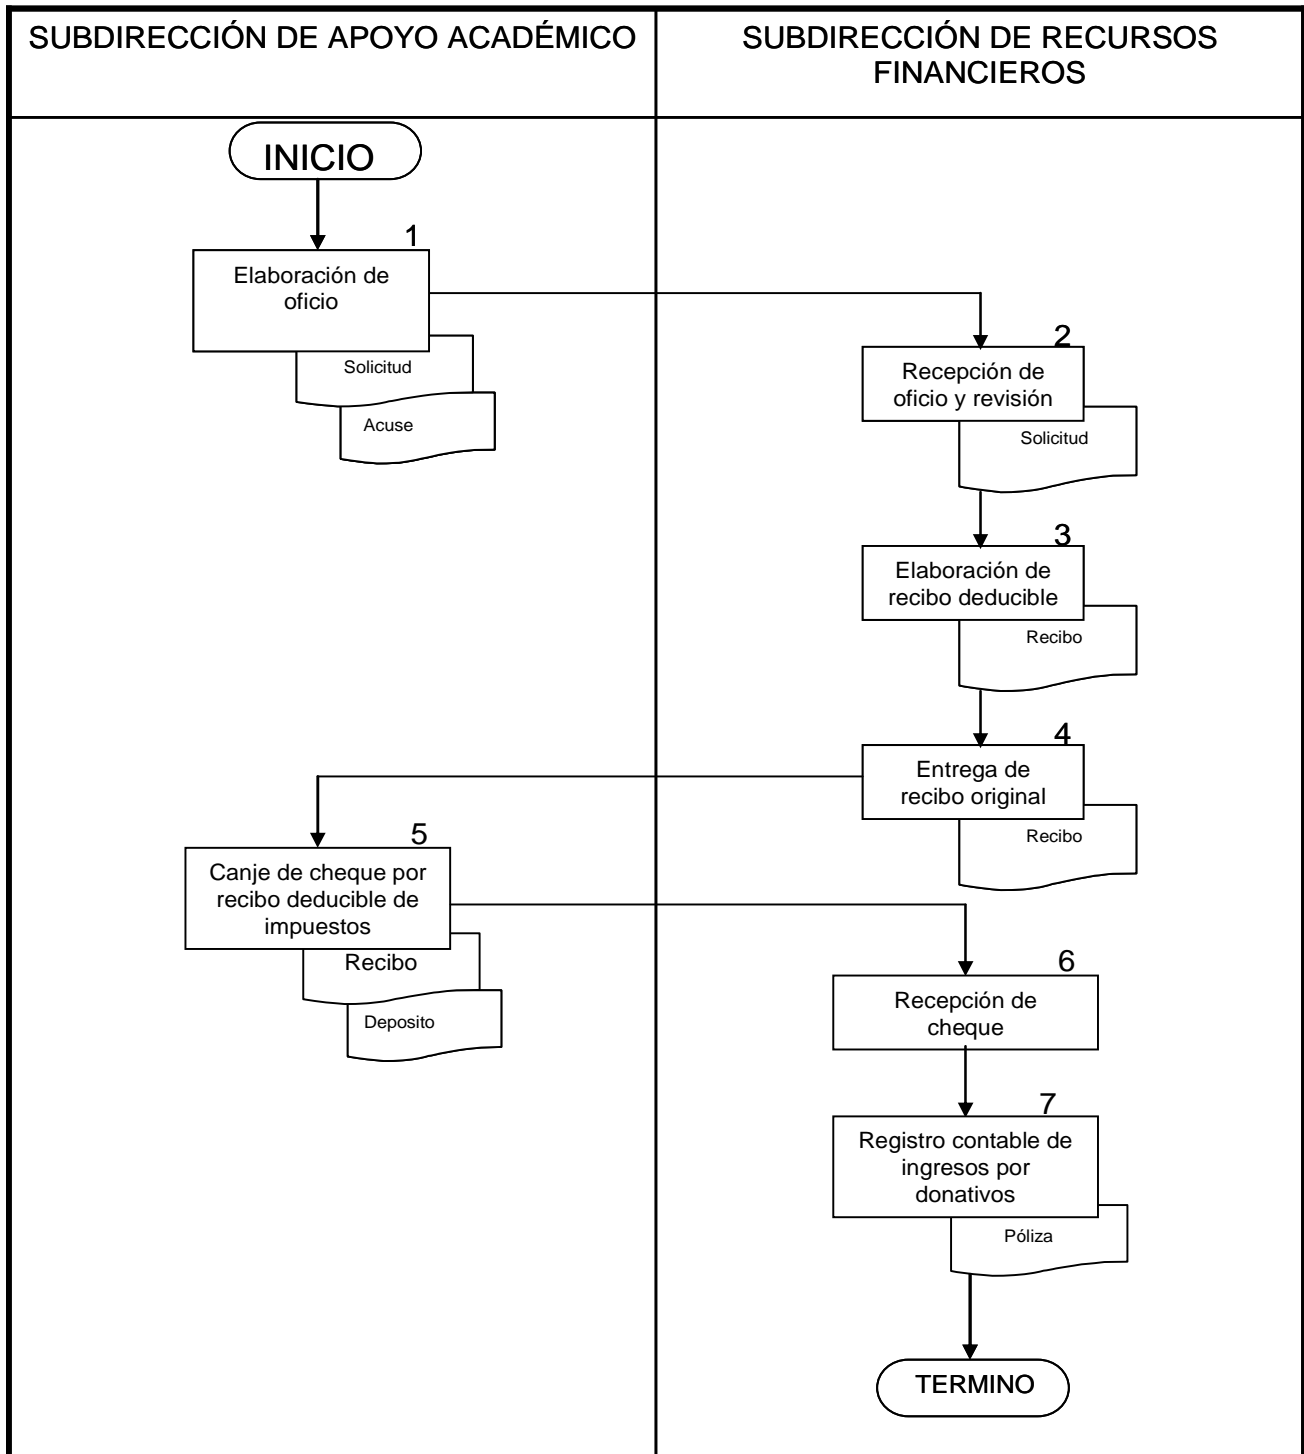 SUBDIRECCIÓN DE APOYO ACADÉMICO
SUBDIRECCIÓN DE RECURSOS
FINANCIEROS
INICIO
1
Elaboración de
oficio
Solicitud
Acuse
2
Recepción de
oficio y revisión
Solicitud
3
Elaboración de
recibo deducible
Recibo
4
Entrega de
recibo original
Recibo
5
Canje de cheque por
recibo deducible de
impuestos
Recibo
Deposito
6
Recepción de
cheque
7
Registro contable de
ingresos por
donativos
Póliza
TERMINO